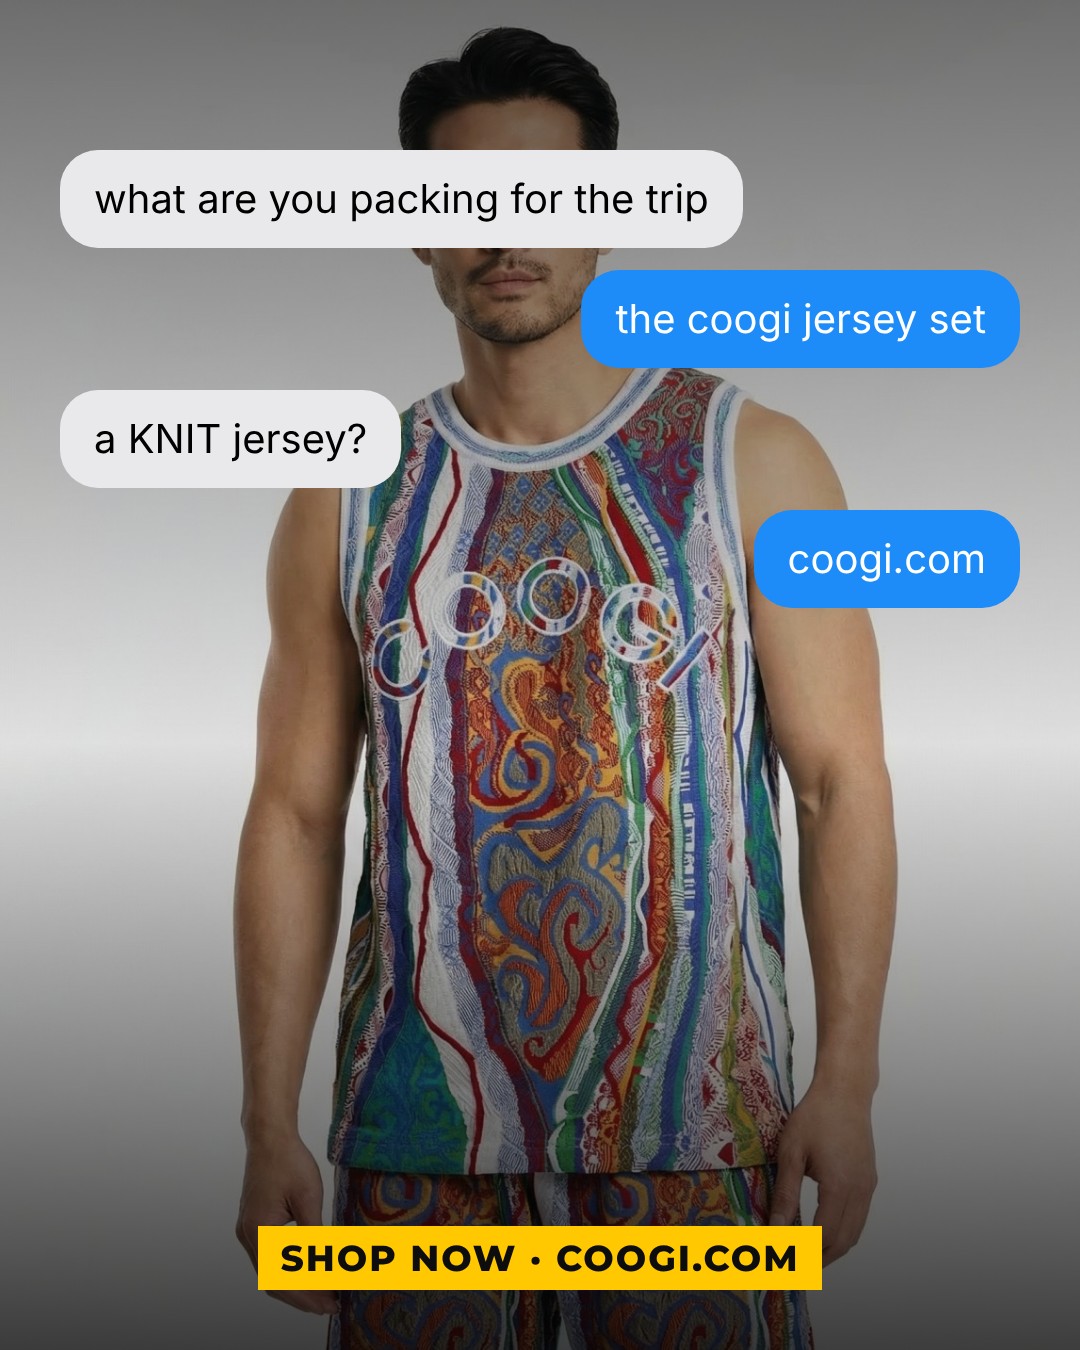 what are you packing for the trip
the coogi jersey set
a KNIT jersey?
coogi.com
COOGI
SHOP NOW · COOGI.COM